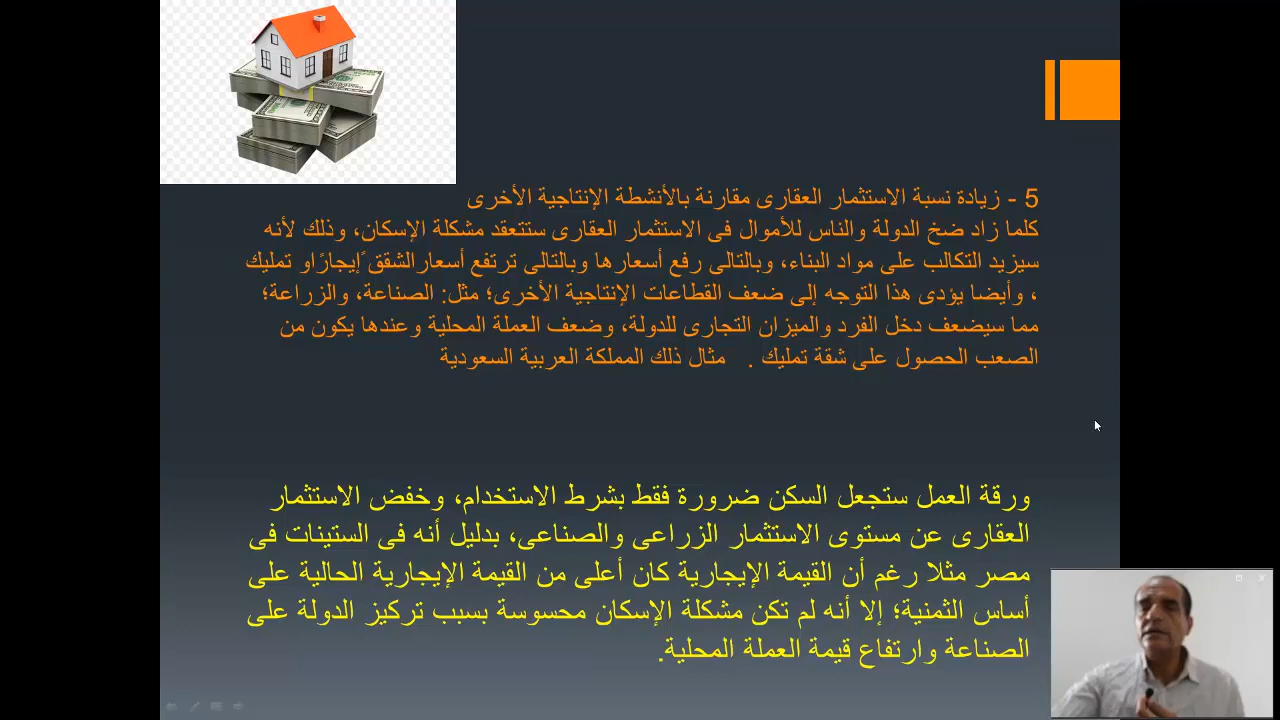 5 - زيادة نسبة الاستثمار العقارى مقارنة بالأنشطة الإنتاجية الأخرى
كلما زاد ضخ الدولة والناس للأموال فى الاستثمار العقارى ستتعقد مشكلة الإسكان، وذلك لأنه
سيزيد التكالب على مواد البناء، وبالتالى رفع أسعارها وبالتالى ترتفع أسعارالشقق ًإيجارًاو تمليك
، وأيضا يؤدى هذا التوجه إلى ضعف القطاعات الإنتاجية الأخرى؛ مثل: الصناعة، والزراعة؛
مما سيضعف دخل الفرد والميزان التجارى للدولة، وضعف العملة المحلية وعندها يكون من
الصعب الحصول على شقة تمليك . مثال ذلك المملكة العربية السعودية
ورقة العمل ستجعل السكن ضرورة فقط بشرط الاستخدام، وخفض الاستثمار
العقارى عن مستوى الاستثمار الزراعى والصناعى، بدليل أنه فى الستينات فى
مصر مثلا رغم أن القيمة الإيجارية كان أعلى من القيمة الإيجارية الحالية على
أساس الثمنية؛ إلا أنه لم تكن مشكلة الإسكان محسوسة بسبب تركيز الدولة على
الصناعة وارتفاع قيمة العملة المحلية.